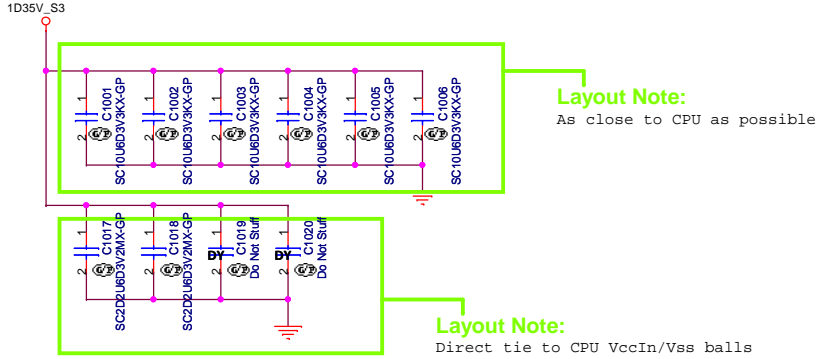 1D35V_S3
1 2 C1001 SC10U6D3V3KX-GP
1 2 C1002 SC10U6D3V3KX-GP
1 2 C1003 SC10U6D3V3KX-GP
1 2 C1004 SC10U6D3V3KX-GP
1 2 C1005 SC10U6D3V3KX-GP
1 2 C1006 SC10U6D3V3KX-GP
Layout Note:
As close to CPU as possible
1 2 C1017 SC2D2U6D3V2MX-GP
1 2 C1018 SC2D2U6D3V2MX-GP
1 2 DY C1019 Do Not Stuff
1 2 DY C1020 Do Not Stuff
Layout Note:
Direct tie to CPU VccIn/Vss balls